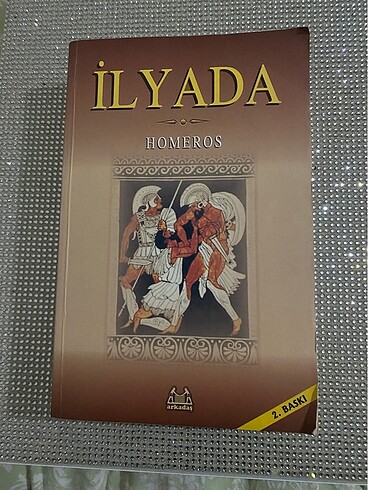 İLYADA
HOMEROS
arkadaş
2. BASKI